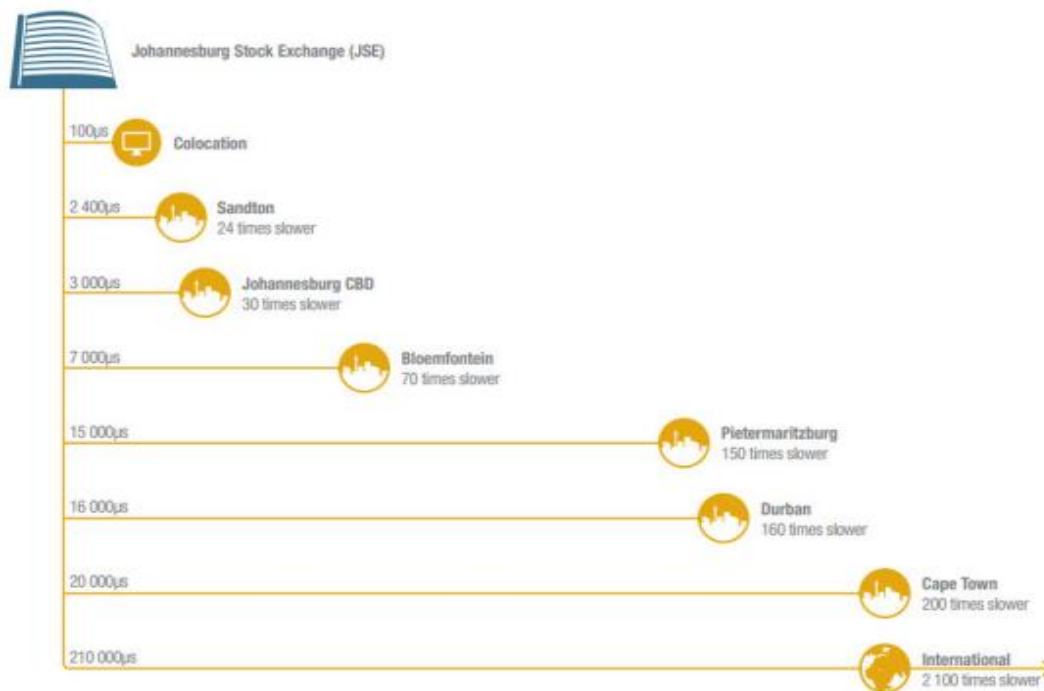 Johannesburg Stock Exchange (JSE)
100µs
Colocation
2 400µs
Sandton
24 times slower
3 000µs
Johannesburg CBD
30 times slower
7 000µs
Bloemfontein
70 times slower
15 000µs
Pietermaritzburg
150 times slower
16 000µs
Durban
160 times slower
20 000µs
Cape Town
200 times slower
210 000µs
International
2 100 times slower